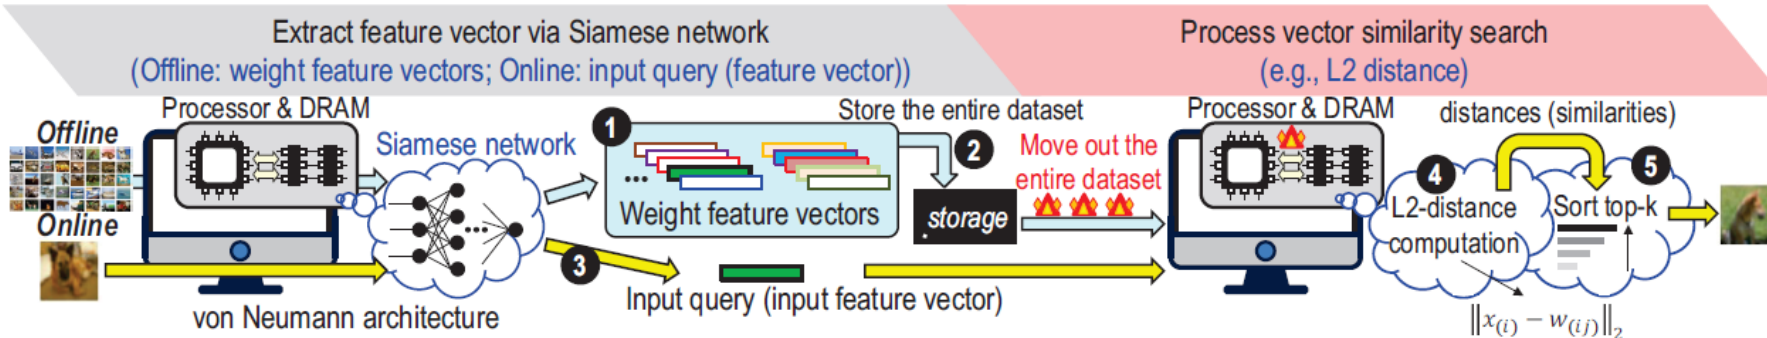 Extract feature vector via Siamese network
(Offline: weight feature vectors; Online: input query (feature vector))
Process vector similarity search
(e.g., L2 distance)
Processor & DRAM
Offline
Online
von Neumann architecture
Siamese network
1
Store the entire dataset
...
Weight feature vectors
2
storage
Move out the
entire dataset
3
Input query (input feature vector)
Processor & DRAM
distances (similarities)
4
L2-distance
computation
5
Sort top-k
‖x(i) − w(ij)‖₂